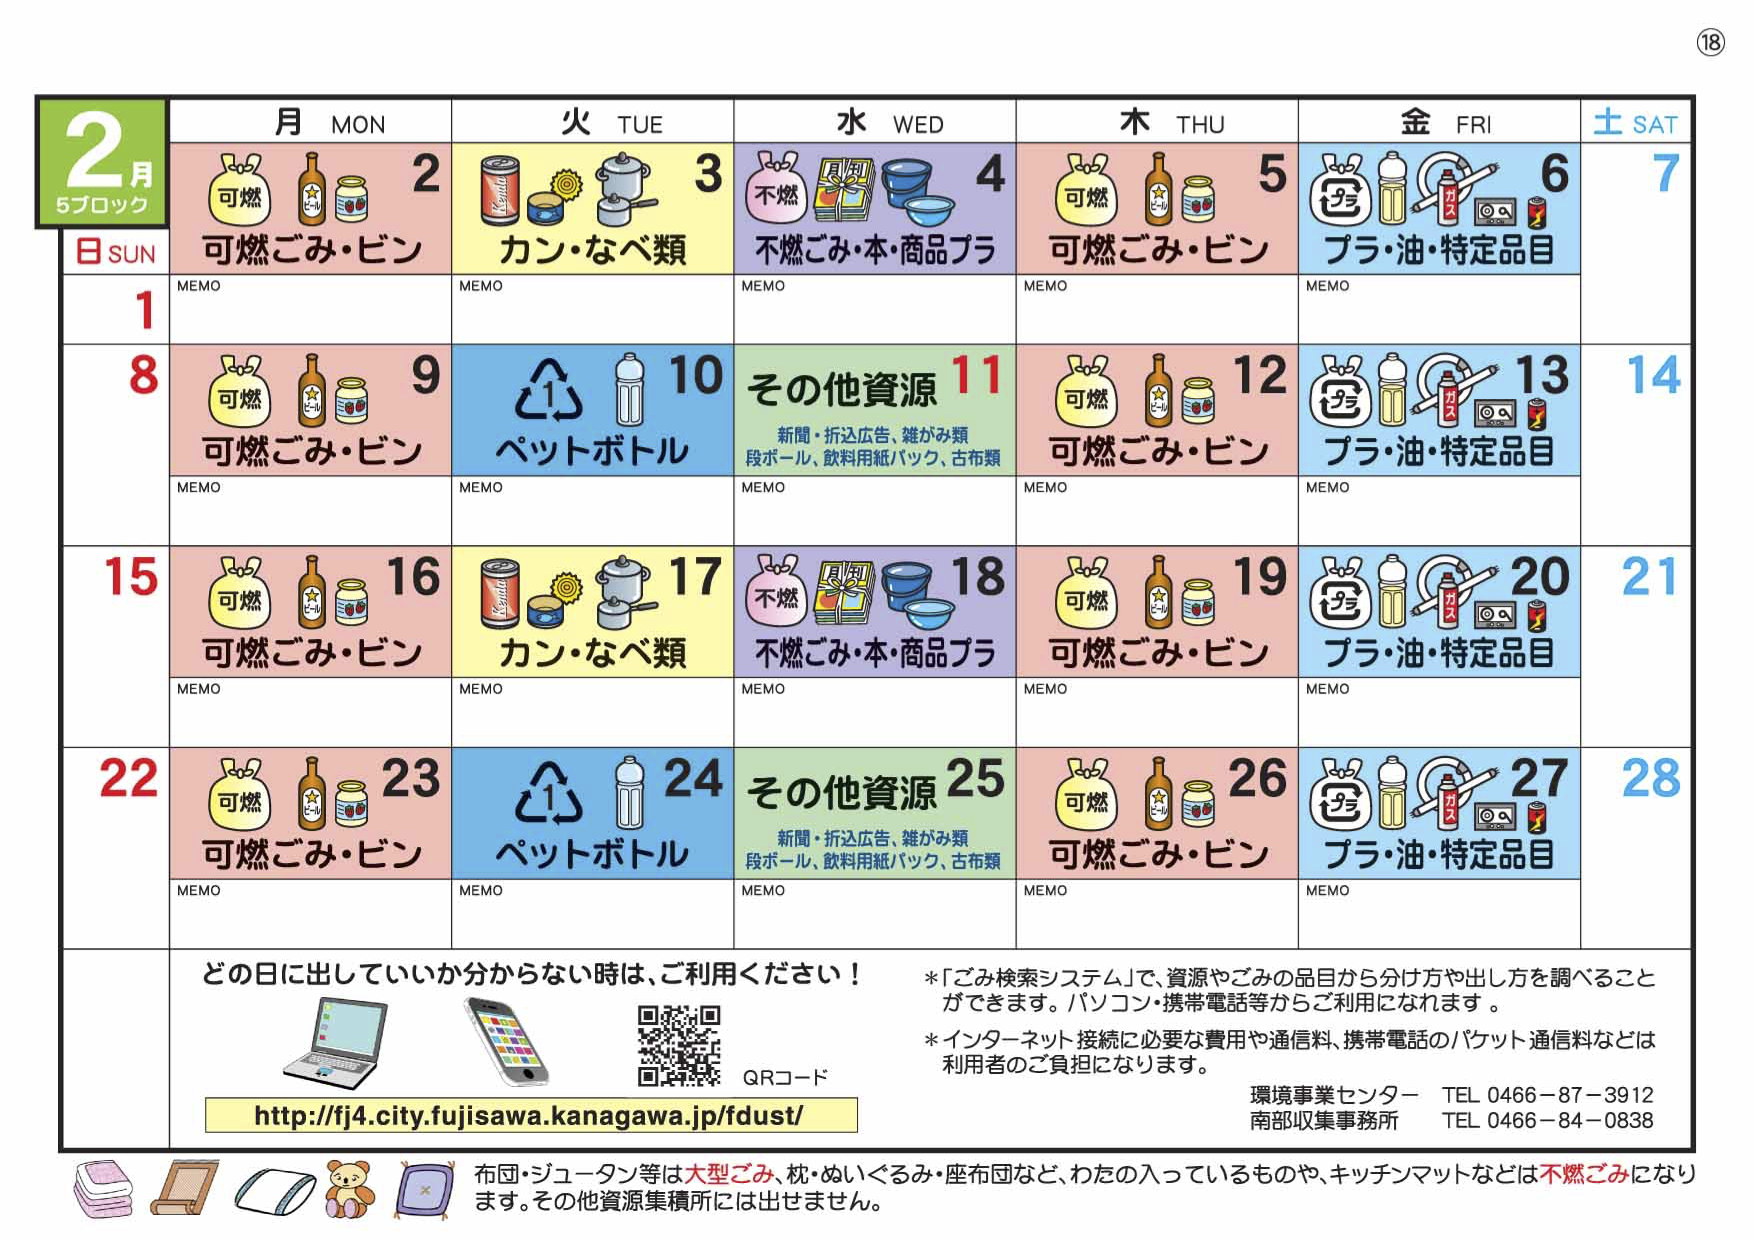 ⑱
2月
5ブロック
月 MON 火 TUE 水 WED 木 THU 金 FRI 土 SAT
日 SUN
1
可燃 ビール 2
可燃ごみ・ビン
3
カン・なべ類
不燃 月刊 4
不燃ごみ・本・商品プラ
可燃 ビール 5
可燃ごみ・ビン
プラ ガス 6
プラ・油・特定品目
7
MEMO MEMO MEMO MEMO MEMO
8
可燃 ビール 9
可燃ごみ・ビン
1 10
ペットボトル
その他資源 11
新聞・折込広告、雑がみ類
段ボール、飲料用紙パック、古布類
可燃 ビール 12
可燃ごみ・ビン
プラ ガス 13
プラ・油・特定品目
14
MEMO MEMO MEMO MEMO MEMO
15
可燃 ビール 16
可燃ごみ・ビン
17
カン・なべ類
不燃 月刊 18
不燃ごみ・本・商品プラ
可燃 ビール 19
可燃ごみ・ビン
プラ ガス 20
プラ・油・特定品目
21
MEMO MEMO MEMO MEMO MEMO
22
可燃 ビール 23
可燃ごみ・ビン
1 24
ペットボトル
その他資源 25
新聞・折込広告、雑がみ類
段ボール、飲料用紙パック、古布類
可燃 ビール 26
可燃ごみ・ビン
プラ ガス 27
プラ・油・特定品目
28
MEMO MEMO MEMO MEMO MEMO
どの日に出していいか分からない時は、ご利用ください！
QRコード
http://fj4.city.fujisawa.kanagawa.jp/fdust/
＊「ごみ検索システム」で、資源やごみの品目から分け方や出し方を調べること
ができます。パソコン・携帯電話等からご利用になれます 。
＊インターネット接続に必要な費用や通信料、携帯電話のパケット通信料などは
利用者のご負担になります。
環境事業センター TEL 0466－87－3912
南部収集事務所 TEL 0466－84－0838
布団・ジュータン等は大型ごみ、枕・ぬいぐるみ・座布団など、わたの入っているものや、キッチンマットなどは不燃ごみになり
ます。その他資源集積所には出せません。